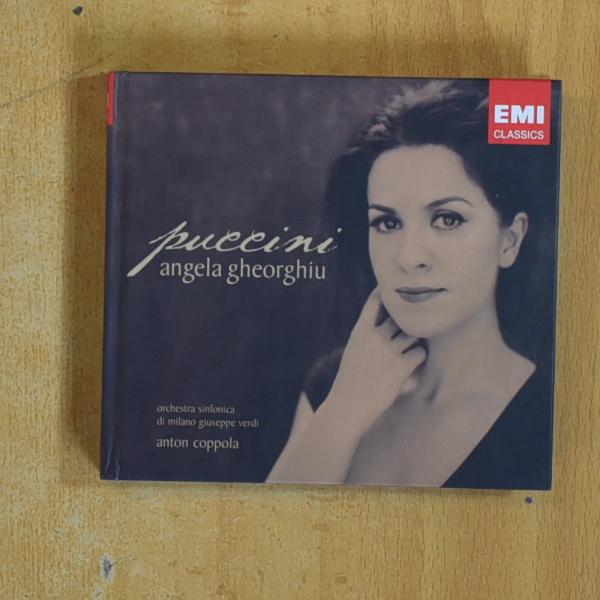 EMI
CLASSICS
puccini
angela gheorghiu
orchestra sinfonica
di milano giuseppe verdi
anton coppola